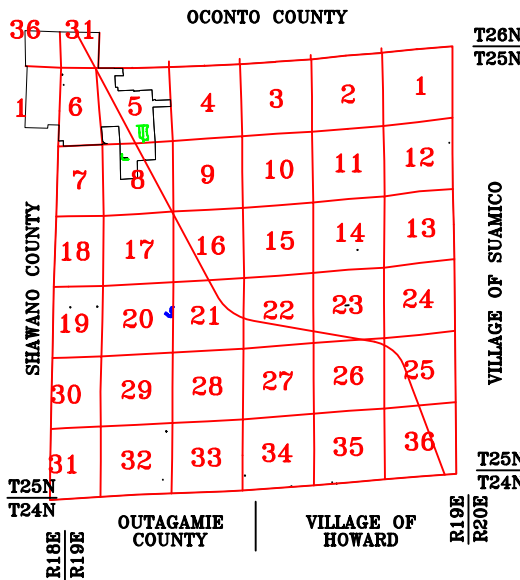 OCONTO COUNTY
36 31
T26N
T25N
1 6 5 4 3 2 1
7 8 9 10 11 12
18 17 16 15 14 13
19 20 21 22 23 24
30 29 28 27 26 25
31 32 33 34 35 36
SHAWANO COUNTY
VILLAGE OF SUAMICO
T25N
T24N
T25N
T24N
R18E
R19E
OUTAGAMIE
COUNTY
VILLAGE OF
HOWARD
R19E
R20E